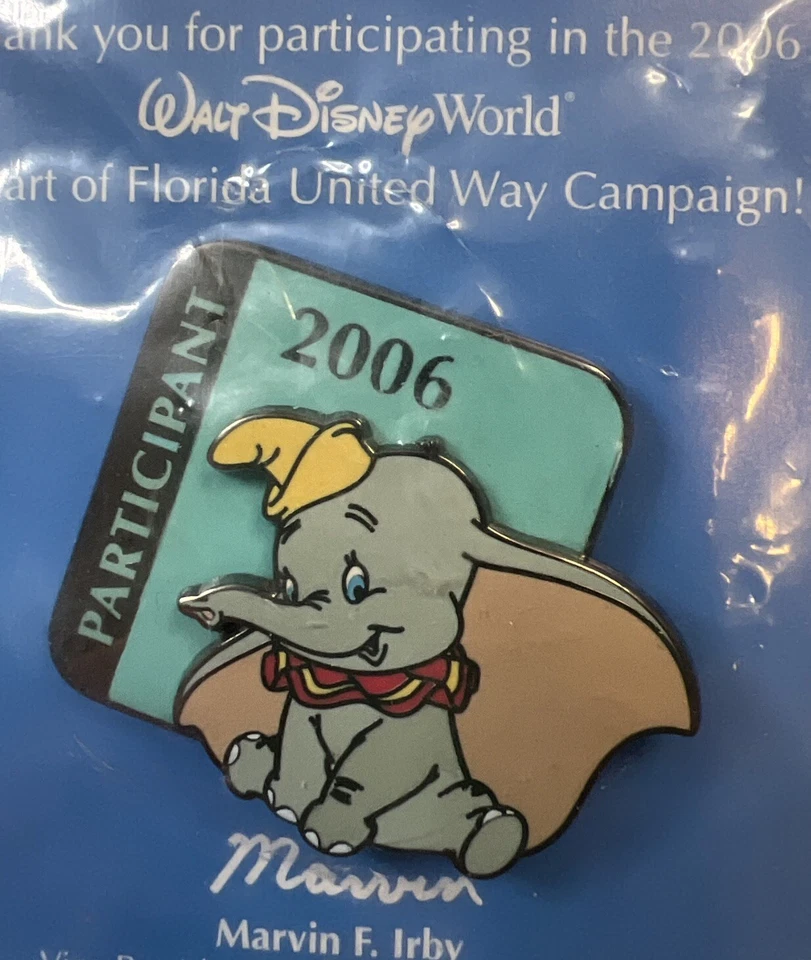 ank you for participating in the 2006
WALT DISNEY World®
art of Florida United Way Campaign!
2006
PARTICIPANT
Marvin
Marvin F. Irby